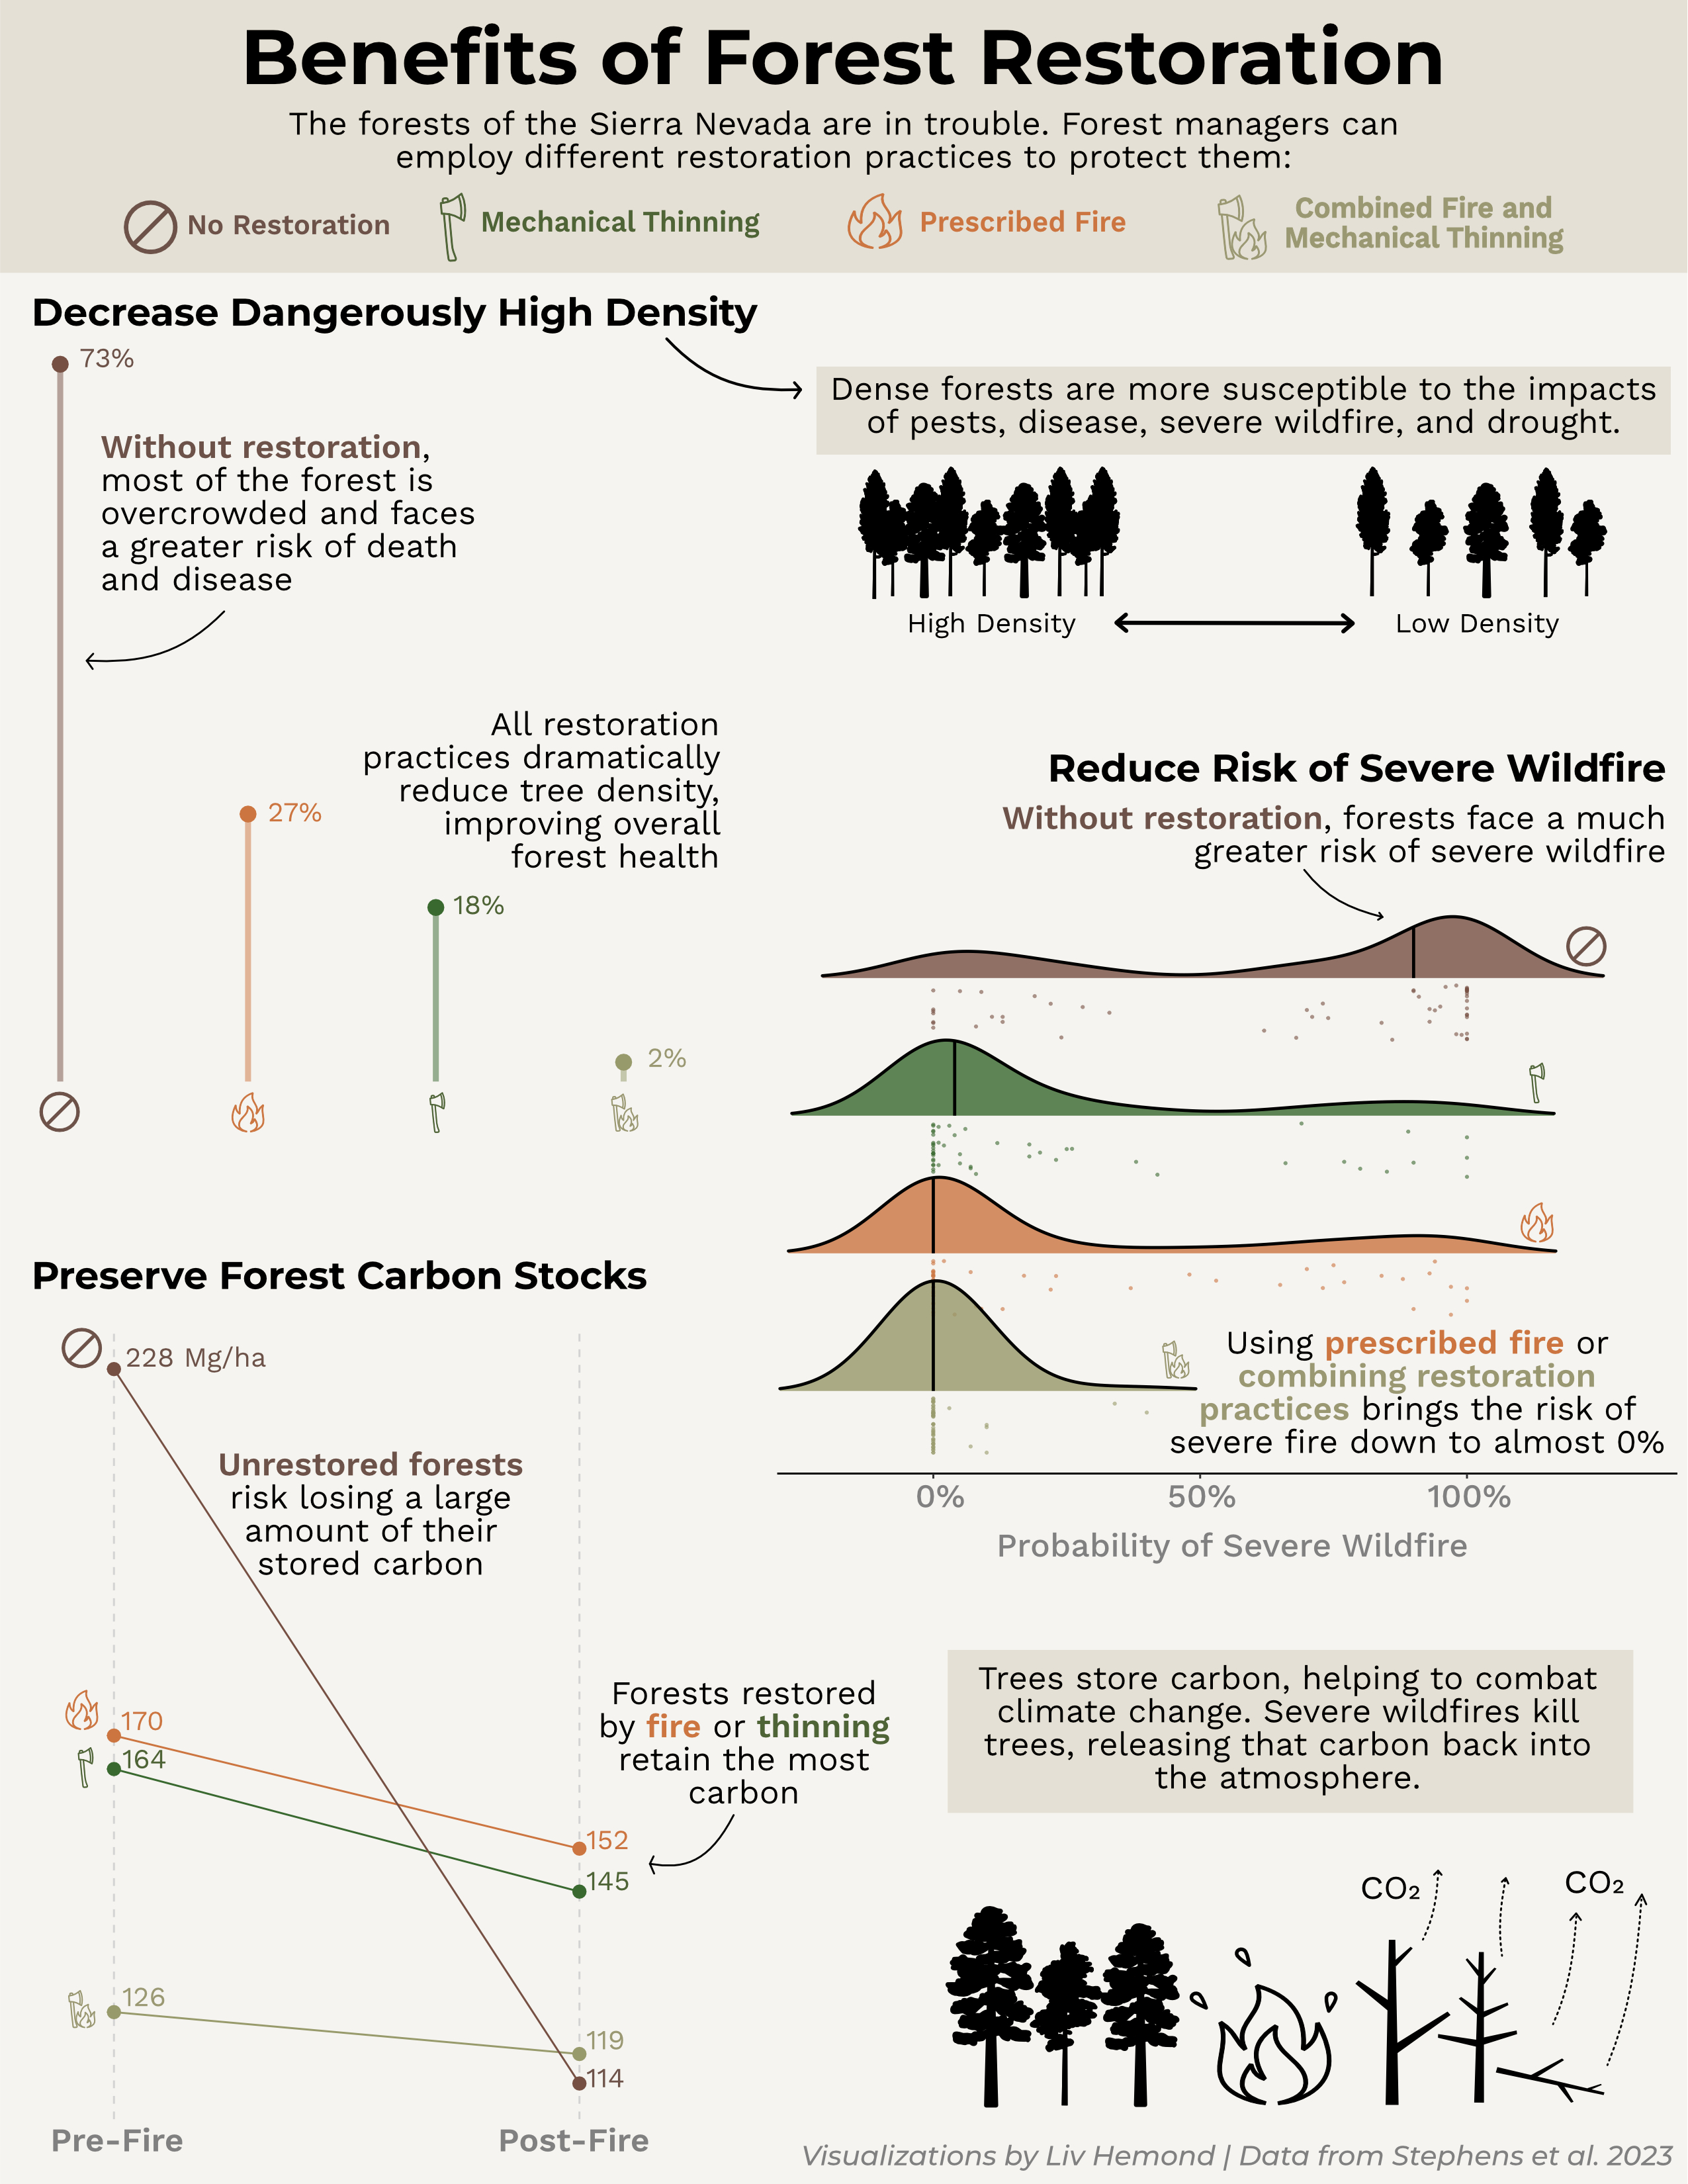 Benefits of Forest Restoration
The forests of the Sierra Nevada are in trouble. Forest managers can
employ different restoration practices to protect them:
No Restoration
Mechanical Thinning
Prescribed Fire
Combined Fire and
Mechanical Thinning
Decrease Dangerously High Density
73%
Without restoration,
most of the forest is
overcrowded and faces
a greater risk of death
and disease
All restoration
practices dramatically
reduce tree density,
improving overall
forest health
27%
18%
2%
Dense forests are more susceptible to the impacts
of pests, disease, severe wildfire, and drought.
High Density
Low Density
Reduce Risk of Severe Wildfire
Without restoration, forests face a much
greater risk of severe wildfire
Using prescribed fire or
combining restoration
practices brings the risk of
severe fire down to almost 0%
0%
50%
100%
Probability of Severe Wildfire
Preserve Forest Carbon Stocks
228 Mg/ha
Unrestored forests
risk losing a large
amount of their
stored carbon
170
164
126
Forests restored
by fire or thinning
retain the most
carbon
152
145
119
114
Pre-Fire
Post-Fire
Trees store carbon, helping to combat
climate change. Severe wildfires kill
trees, releasing that carbon back into
the atmosphere.
CO₂
CO₂
Visualizations by Liv Hemond | Data from Stephens et al. 2023